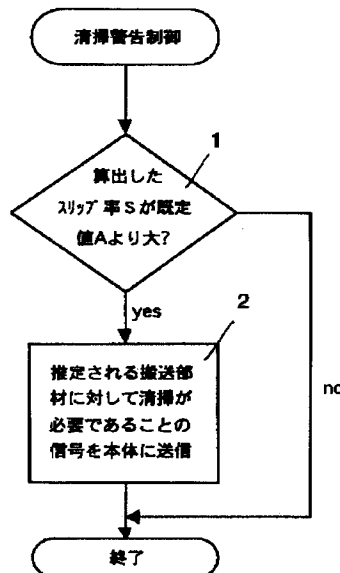 清掃警告制御
1
算出した
ｽﾘｯﾌﾟ率Sが既定
値Aより大?
yes
2
推定される搬送部
材に対して清掃が
必要であることの
信号を本体に送信
no
終了